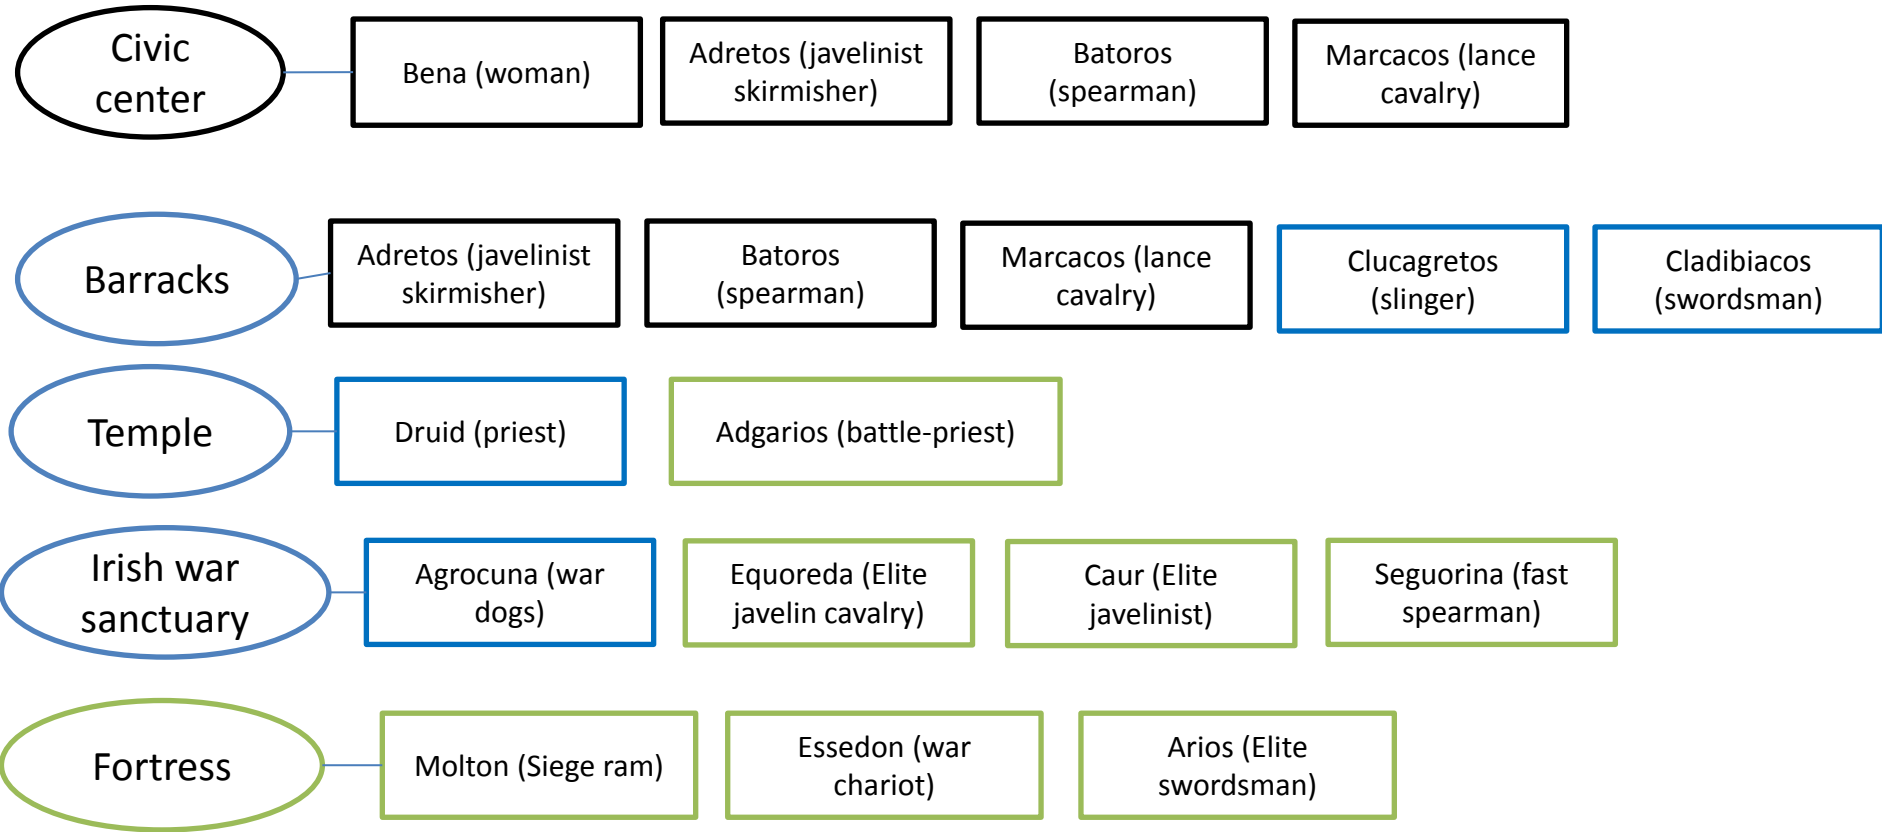 Civic
center
Bena (woman)
Adretos (javelinist
skirmisher)
Batoros
(spearman)
Marcacos (lance
cavalry)
Barracks
Adretos (javelinist
skirmisher)
Batoros
(spearman)
Marcacos (lance
cavalry)
Clucagretos
(slinger)
Cladibiacos
(swordsman)
Temple
Druid (priest)
Adgarios (battle-priest)
Irish war
sanctuary
Agrocuna (war
dogs)
Equoreda (Elite
javelin cavalry)
Caur (Elite
javelinist)
Seguorina (fast
spearman)
Fortress
Molton (Siege ram)
Essedon (war
chariot)
Arios (Elite
swordsman)